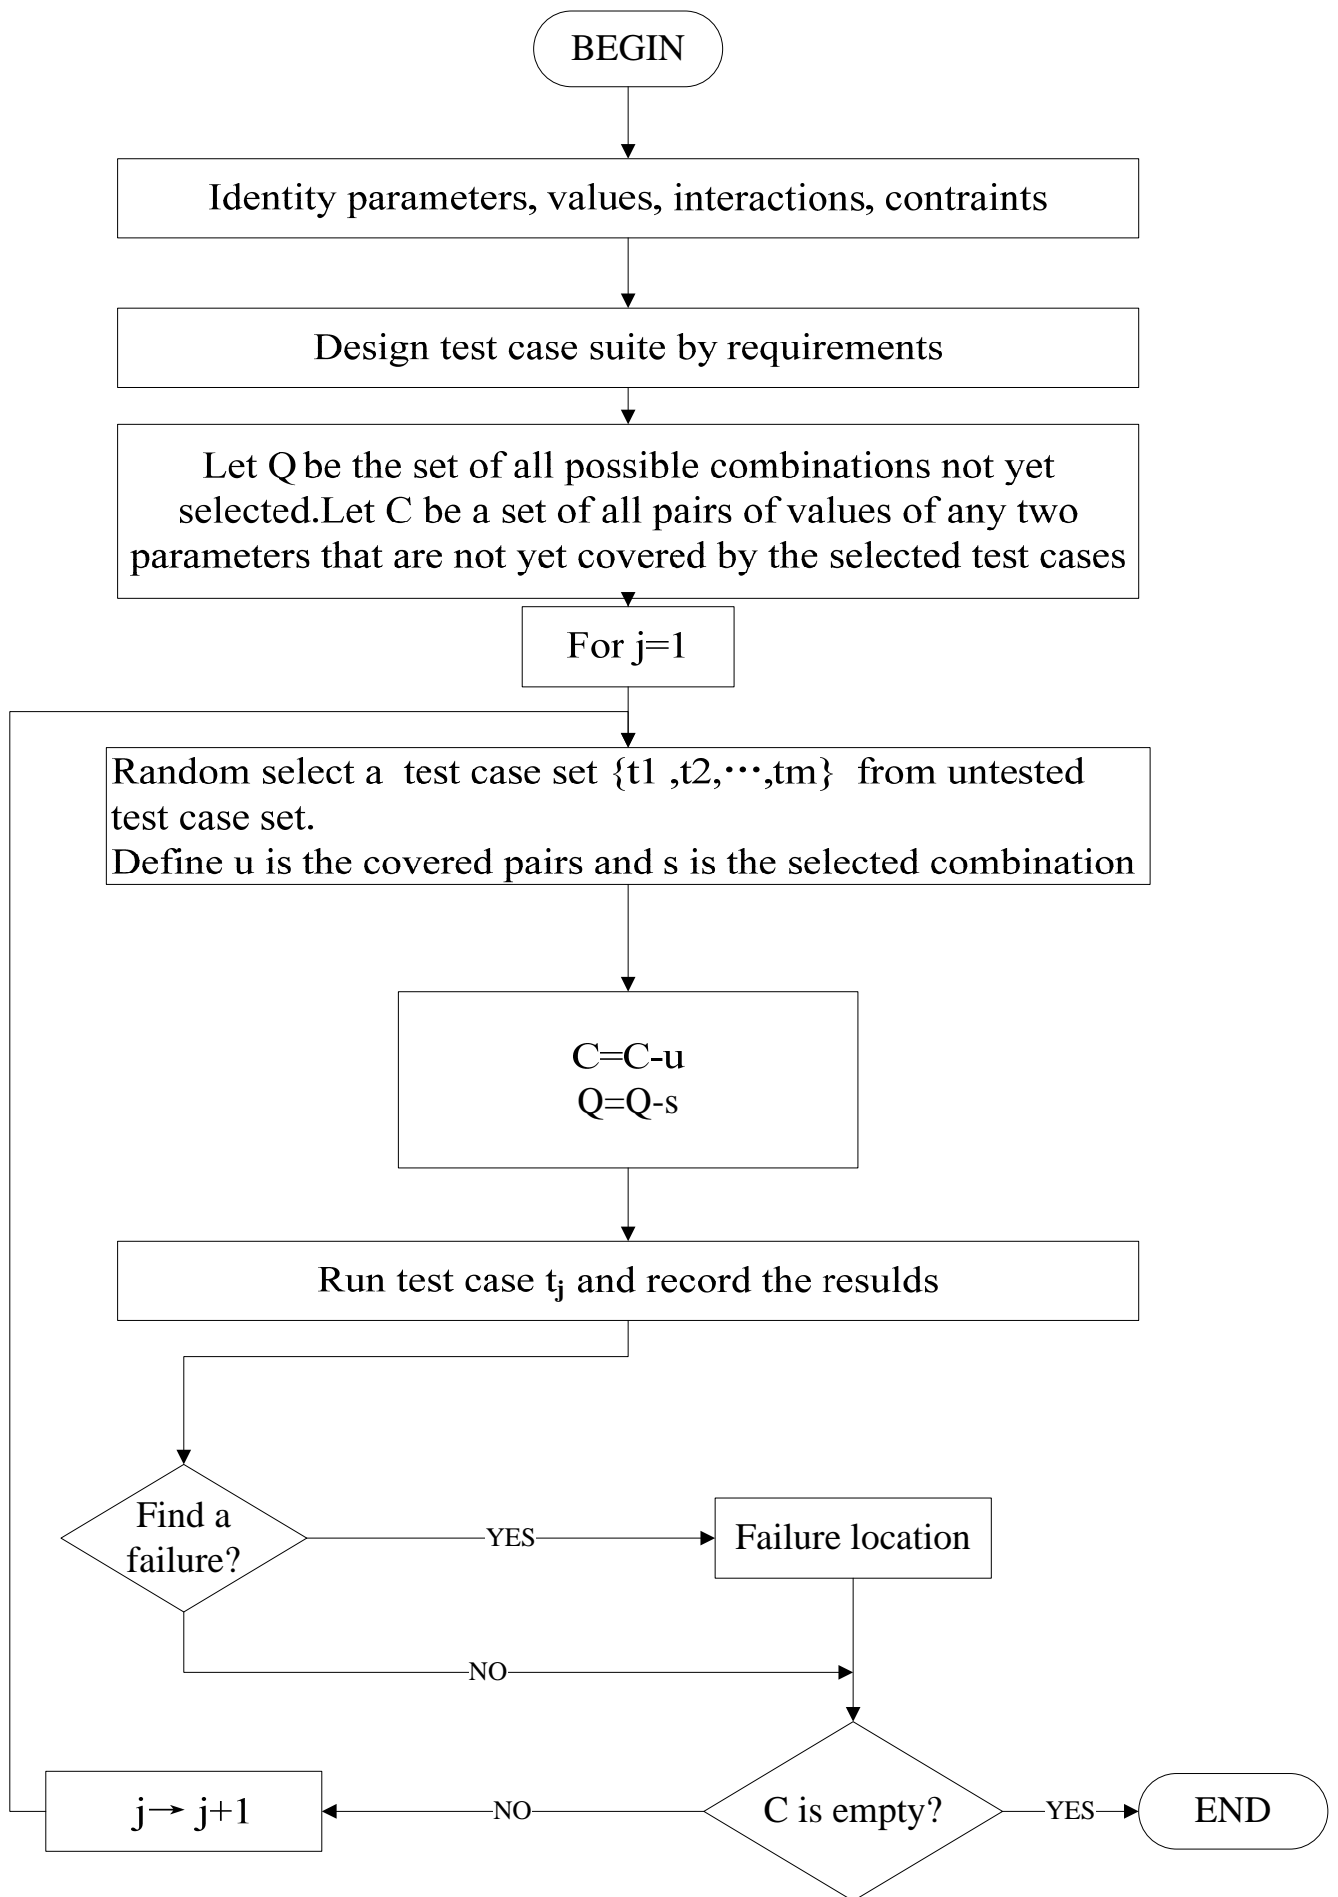 BEGIN
Identity parameters, values, interactions, contraints
Design test case suite by requirements
Let Q be the set of all possible combinations not yet
selected.Let C be a set of all pairs of values of any two
parameters that are not yet covered by the selected test cases
For j=1
Random select a test case set {t1 ,t2,⋯,tm} from untested
test case set.
Define u is the covered pairs and s is the selected combination
C=C-u
Q=Q-s
Run test case tj and record the resulds
Find a
failure?
YES
Failure location
NO
j→ j+1
NO
C is empty?
YES
END